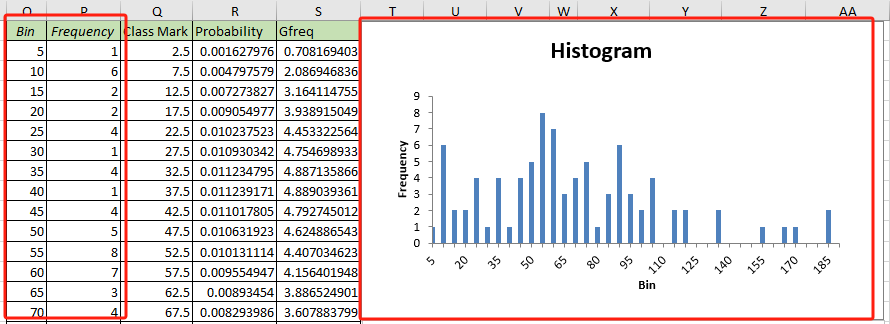 O P Q R S T U V W X Y Z AA
Bin Frequency Class Mark Probability Gfreq
5 1 2.5 0.001627976 0.708169403
10 6 7.5 0.004797579 2.086946836
15 2 12.5 0.007273827 3.164114755
20 2 17.5 0.009054977 3.938915049
25 4 22.5 0.010237523 4.453322564
30 1 27.5 0.010930342 4.754698933
35 4 32.5 0.011234795 4.887135866
40 1 37.5 0.011239171 4.889039361
45 4 42.5 0.011017805 4.792745012
50 5 47.5 0.010631923 4.624886543
55 8 52.5 0.010131114 4.407034623
60 7 57.5 0.009554947 4.156401948
65 3 62.5 0.00893454 3.886524901
70 4 67.5 0.008293986 3.607883799
Histogram
Frequency
9
8
7
6
5
4
3
2
1
0
5 20 35 50 65 80 95 110 125 140 155 170 185
Bin